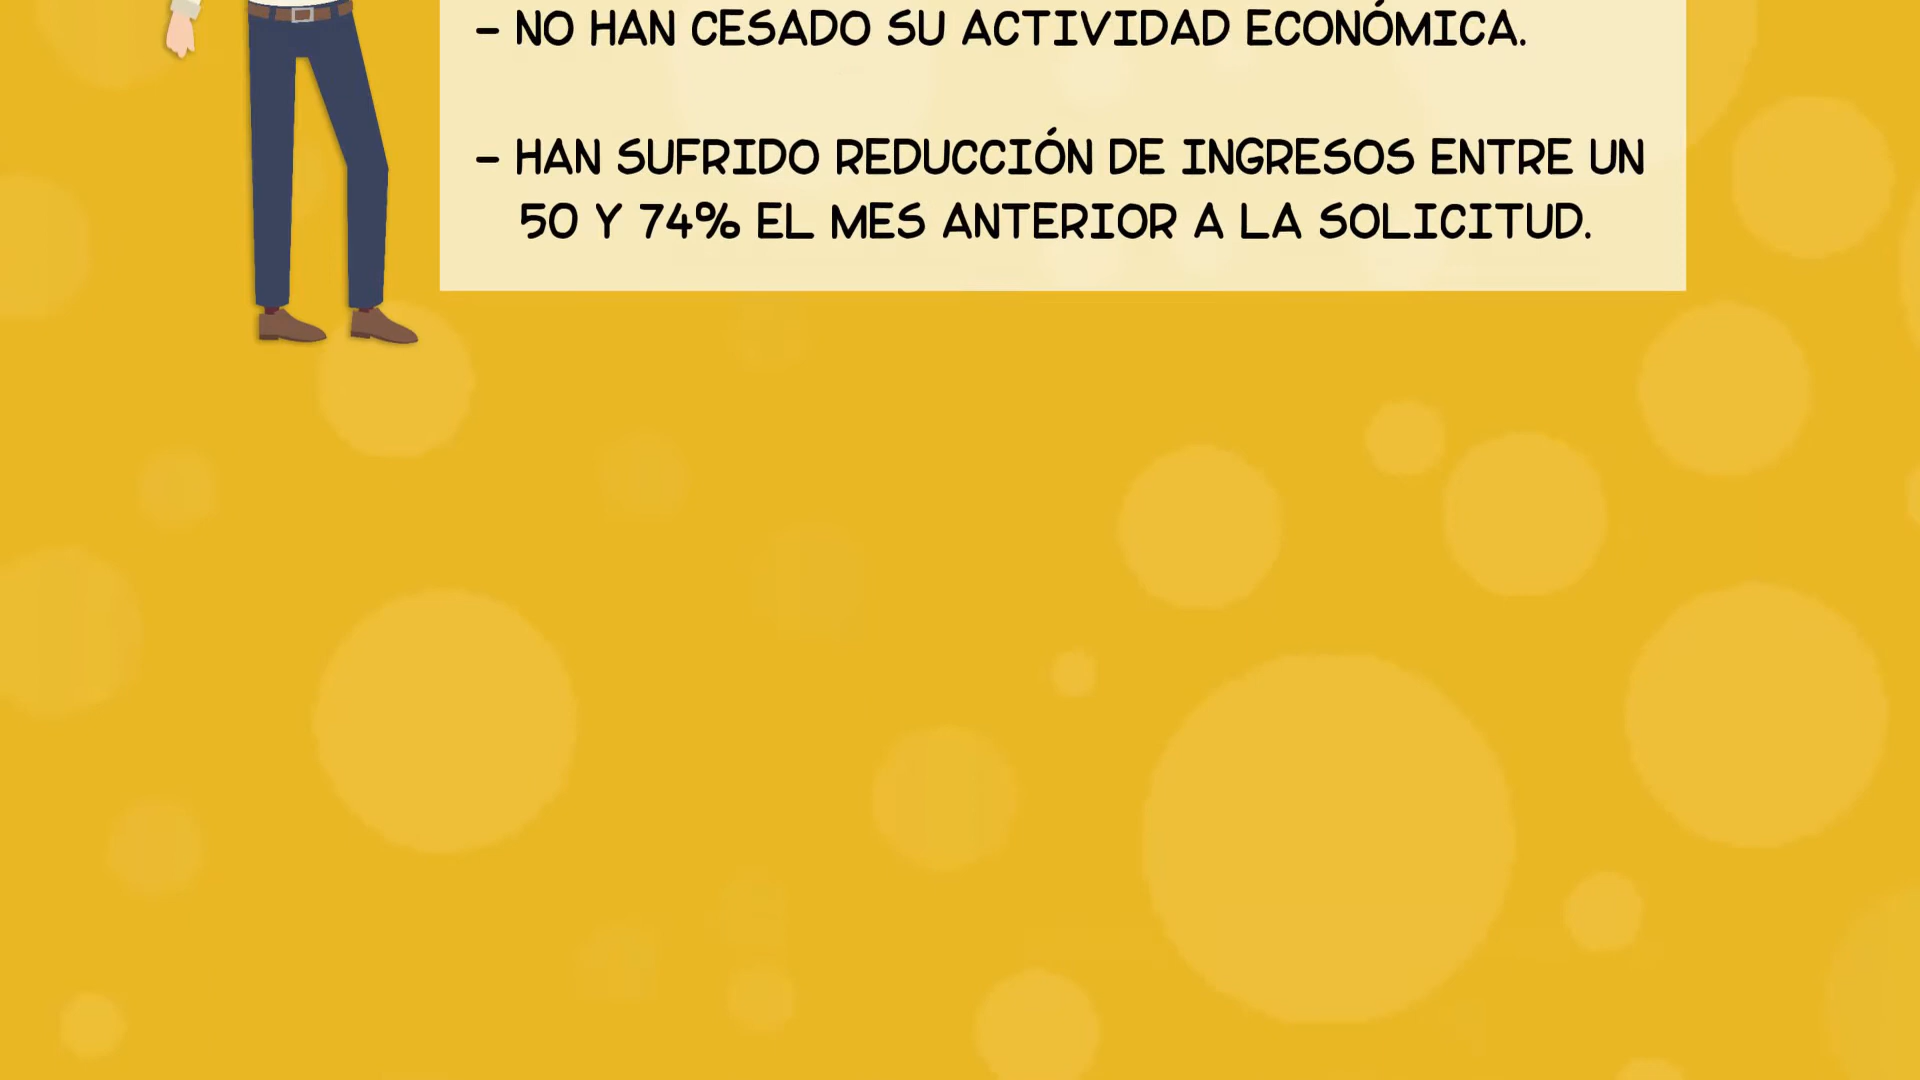 - NO HAN CESADO SU ACTIVIDAD ECONÓMICA.
- HAN SUFRIDO REDUCCIÓN DE INGRESOS ENTRE UN
50 Y 74% EL MES ANTERIOR A LA SOLICITUD.